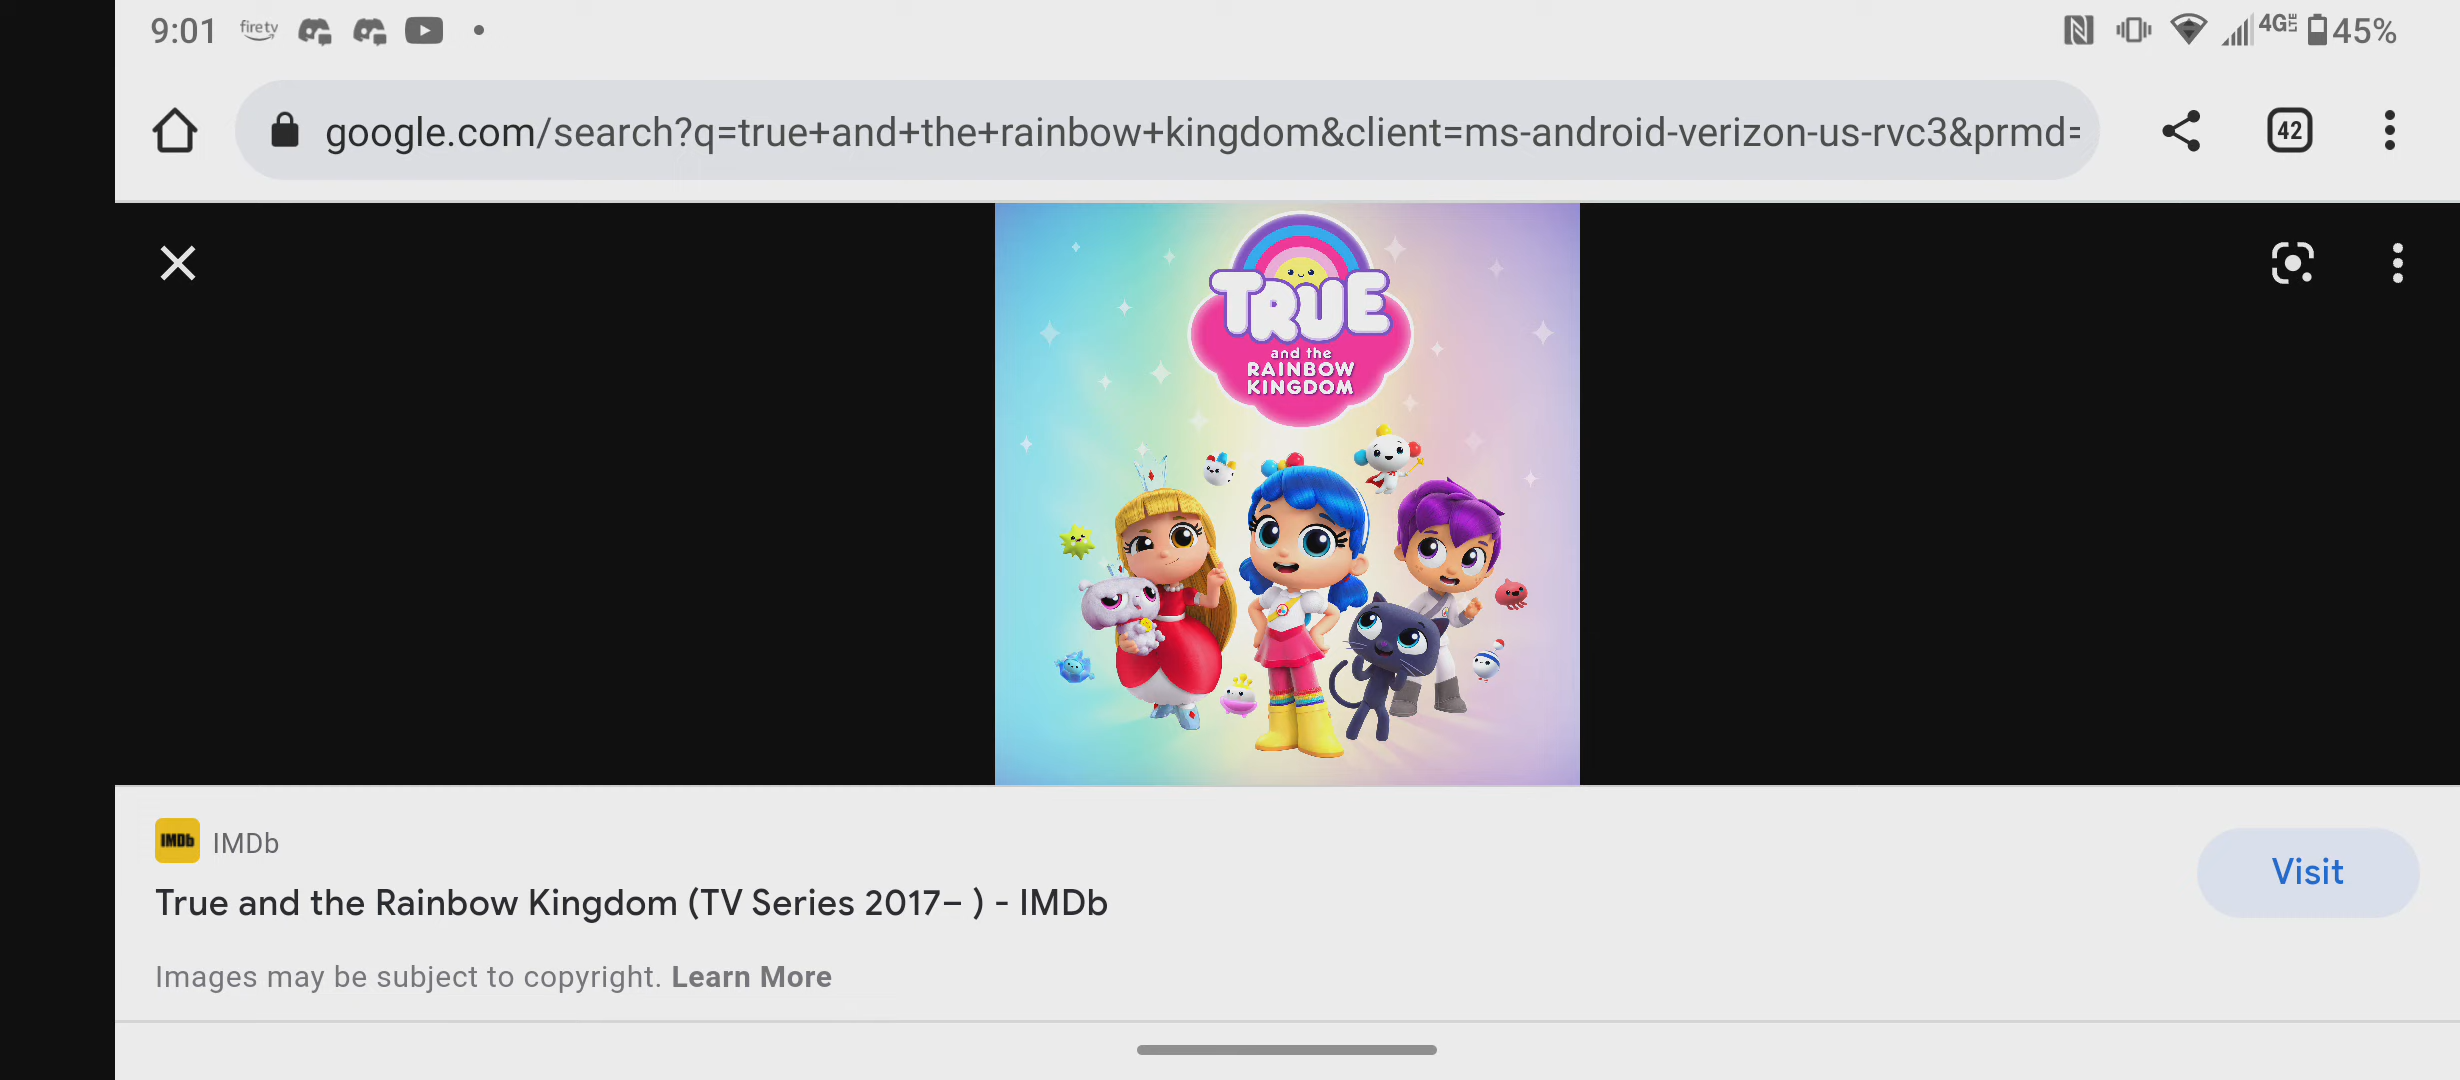 9:01 firetv 4G LTE 45%
google.com/search?q=true+and+the+rainbow+kingdom&client=ms-android-verizon-us-rvc3&prmd=
42
TRUE
and the
RAINBOW
KINGDOM
IMDb IMDb
True and the Rainbow Kingdom (TV Series 2017– ) - IMDb
Visit
Images may be subject to copyright. Learn More